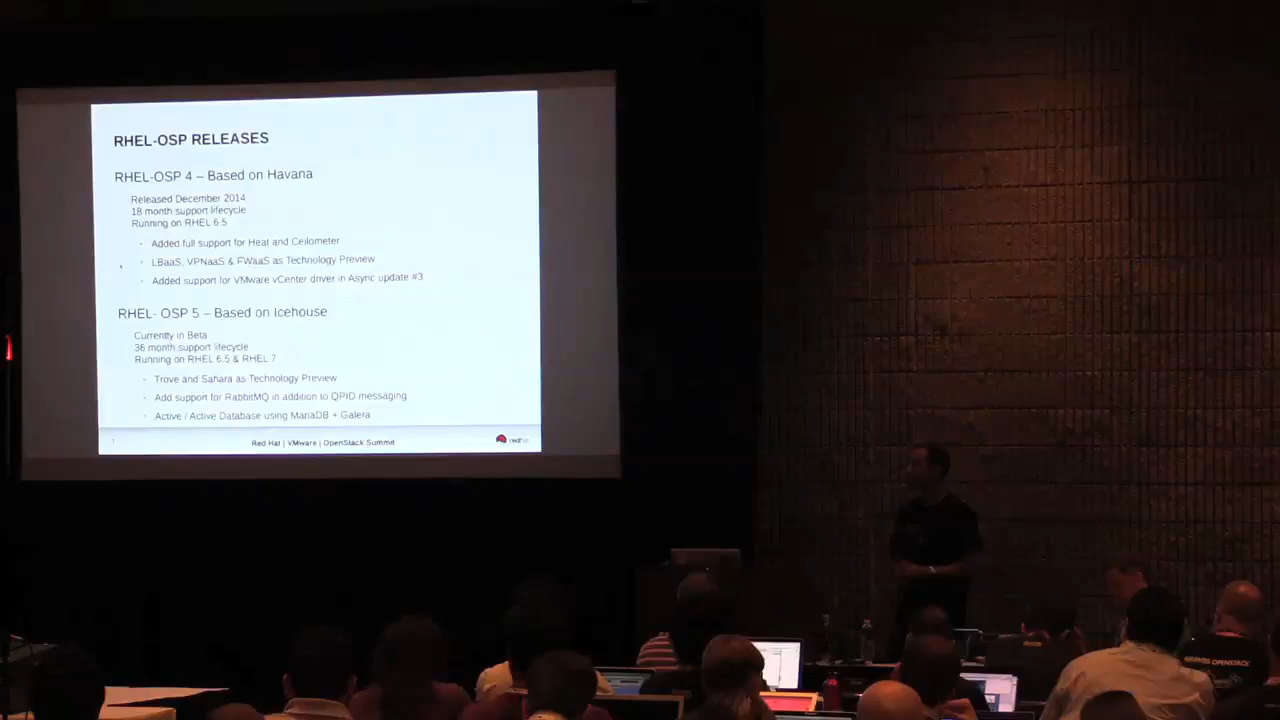 RHEL-OSP RELEASES
RHEL-OSP 4 – Based on Havana
Released December 2014
18 month support lifecycle
Running on RHEL 6.5
- Added full support for Heat and Ceilometer
- LBaaS, VPNaaS & FWaaS as Technology Preview
- Added support for VMware vCenter driver in Async update #3
RHEL- OSP 5 – Based on Icehouse
Currently in Beta
36 month support lifecycle
Running on RHEL 6.5 & RHEL 7
- Trove and Sahara as Technology Preview
- Add support for RabbitMQ in addition to QPID messaging
- Active / Active Database using MariaDB + Galera
7
Red Hat | VMware | OpenStack Summit
redhat
OPENSTACK